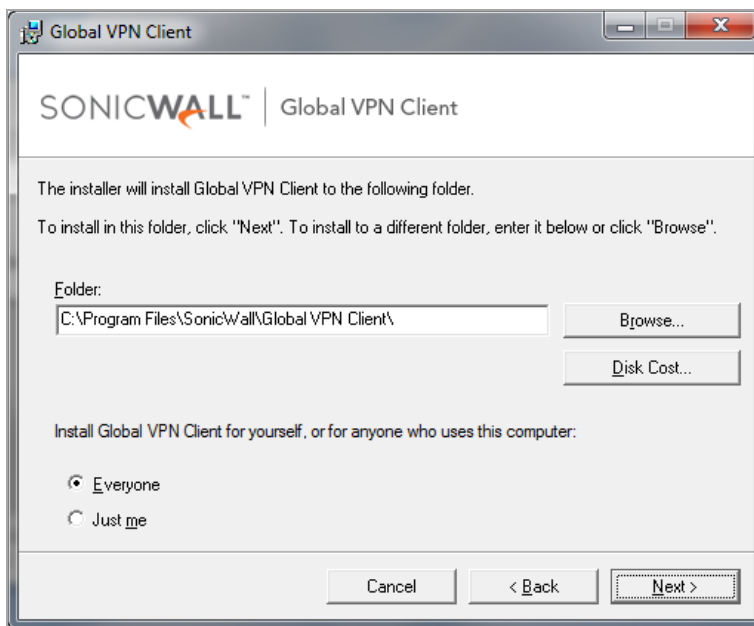 Global VPN Client
SONICWALL™ | Global VPN Client
The installer will install Global VPN Client to the following folder.
To install in this folder, click "Next". To install to a different folder, enter it below or click "Browse".
Folder:
C:\Program Files\SonicWall\Global VPN Client\
Browse...
Disk Cost...
Install Global VPN Client for yourself, or for anyone who uses this computer:
Everyone
Just me
Cancel
< Back
Next >